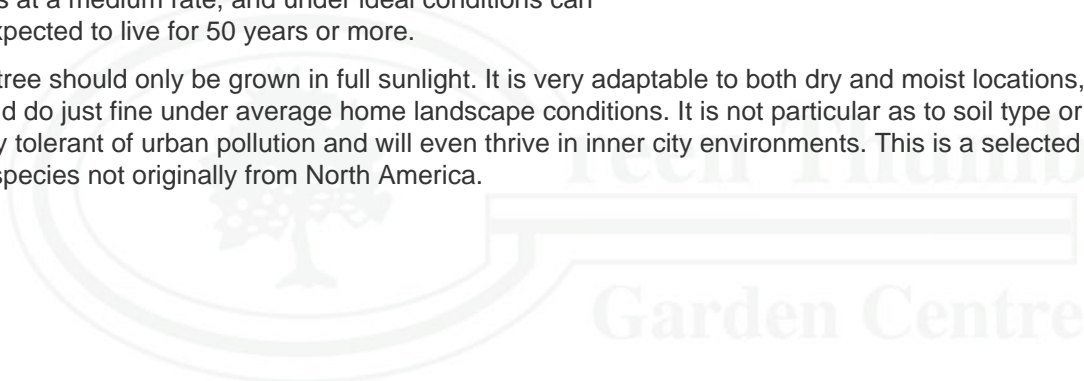 s at a medium rate, and under ideal conditions can
xpected to live for 50 years or more.
tree should only be grown in full sunlight. It is very adaptable to both dry and moist locations,
d do just fine under average home landscape conditions. It is not particular as to soil type or
y tolerant of urban pollution and will even thrive in inner city environments. This is a selected
species not originally from North America.
reen Thumb
Garden Centre